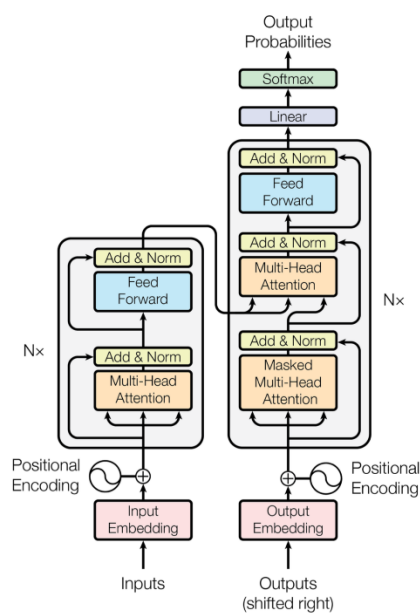 Output
Probabilities
Softmax
Linear
Add & Norm
Feed
Forward
Add & Norm
Multi-Head
Attention
Add & Norm
Masked
Multi-Head
Attention
N×
Add & Norm
Feed
Forward
N×
Add & Norm
Multi-Head
Attention
Positional
Encoding
Positional
Encoding
Input
Embedding
Output
Embedding
Inputs
Outputs
(shifted right)